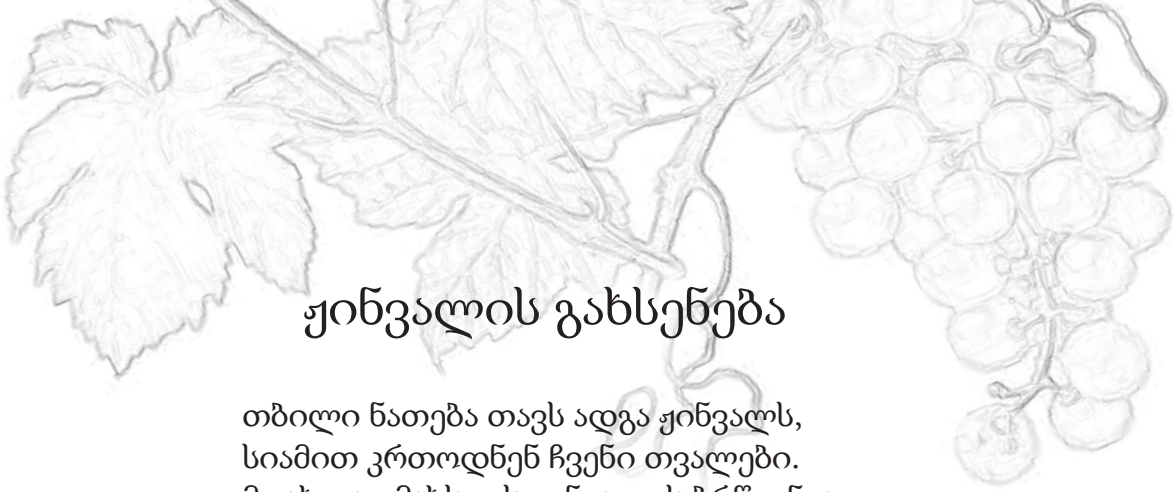 ჟინვალის გახსენება
თბილი ნათება თავს ადგა ჟინვალს,
სიამით კრთოდნენ ჩვენი თვალები.